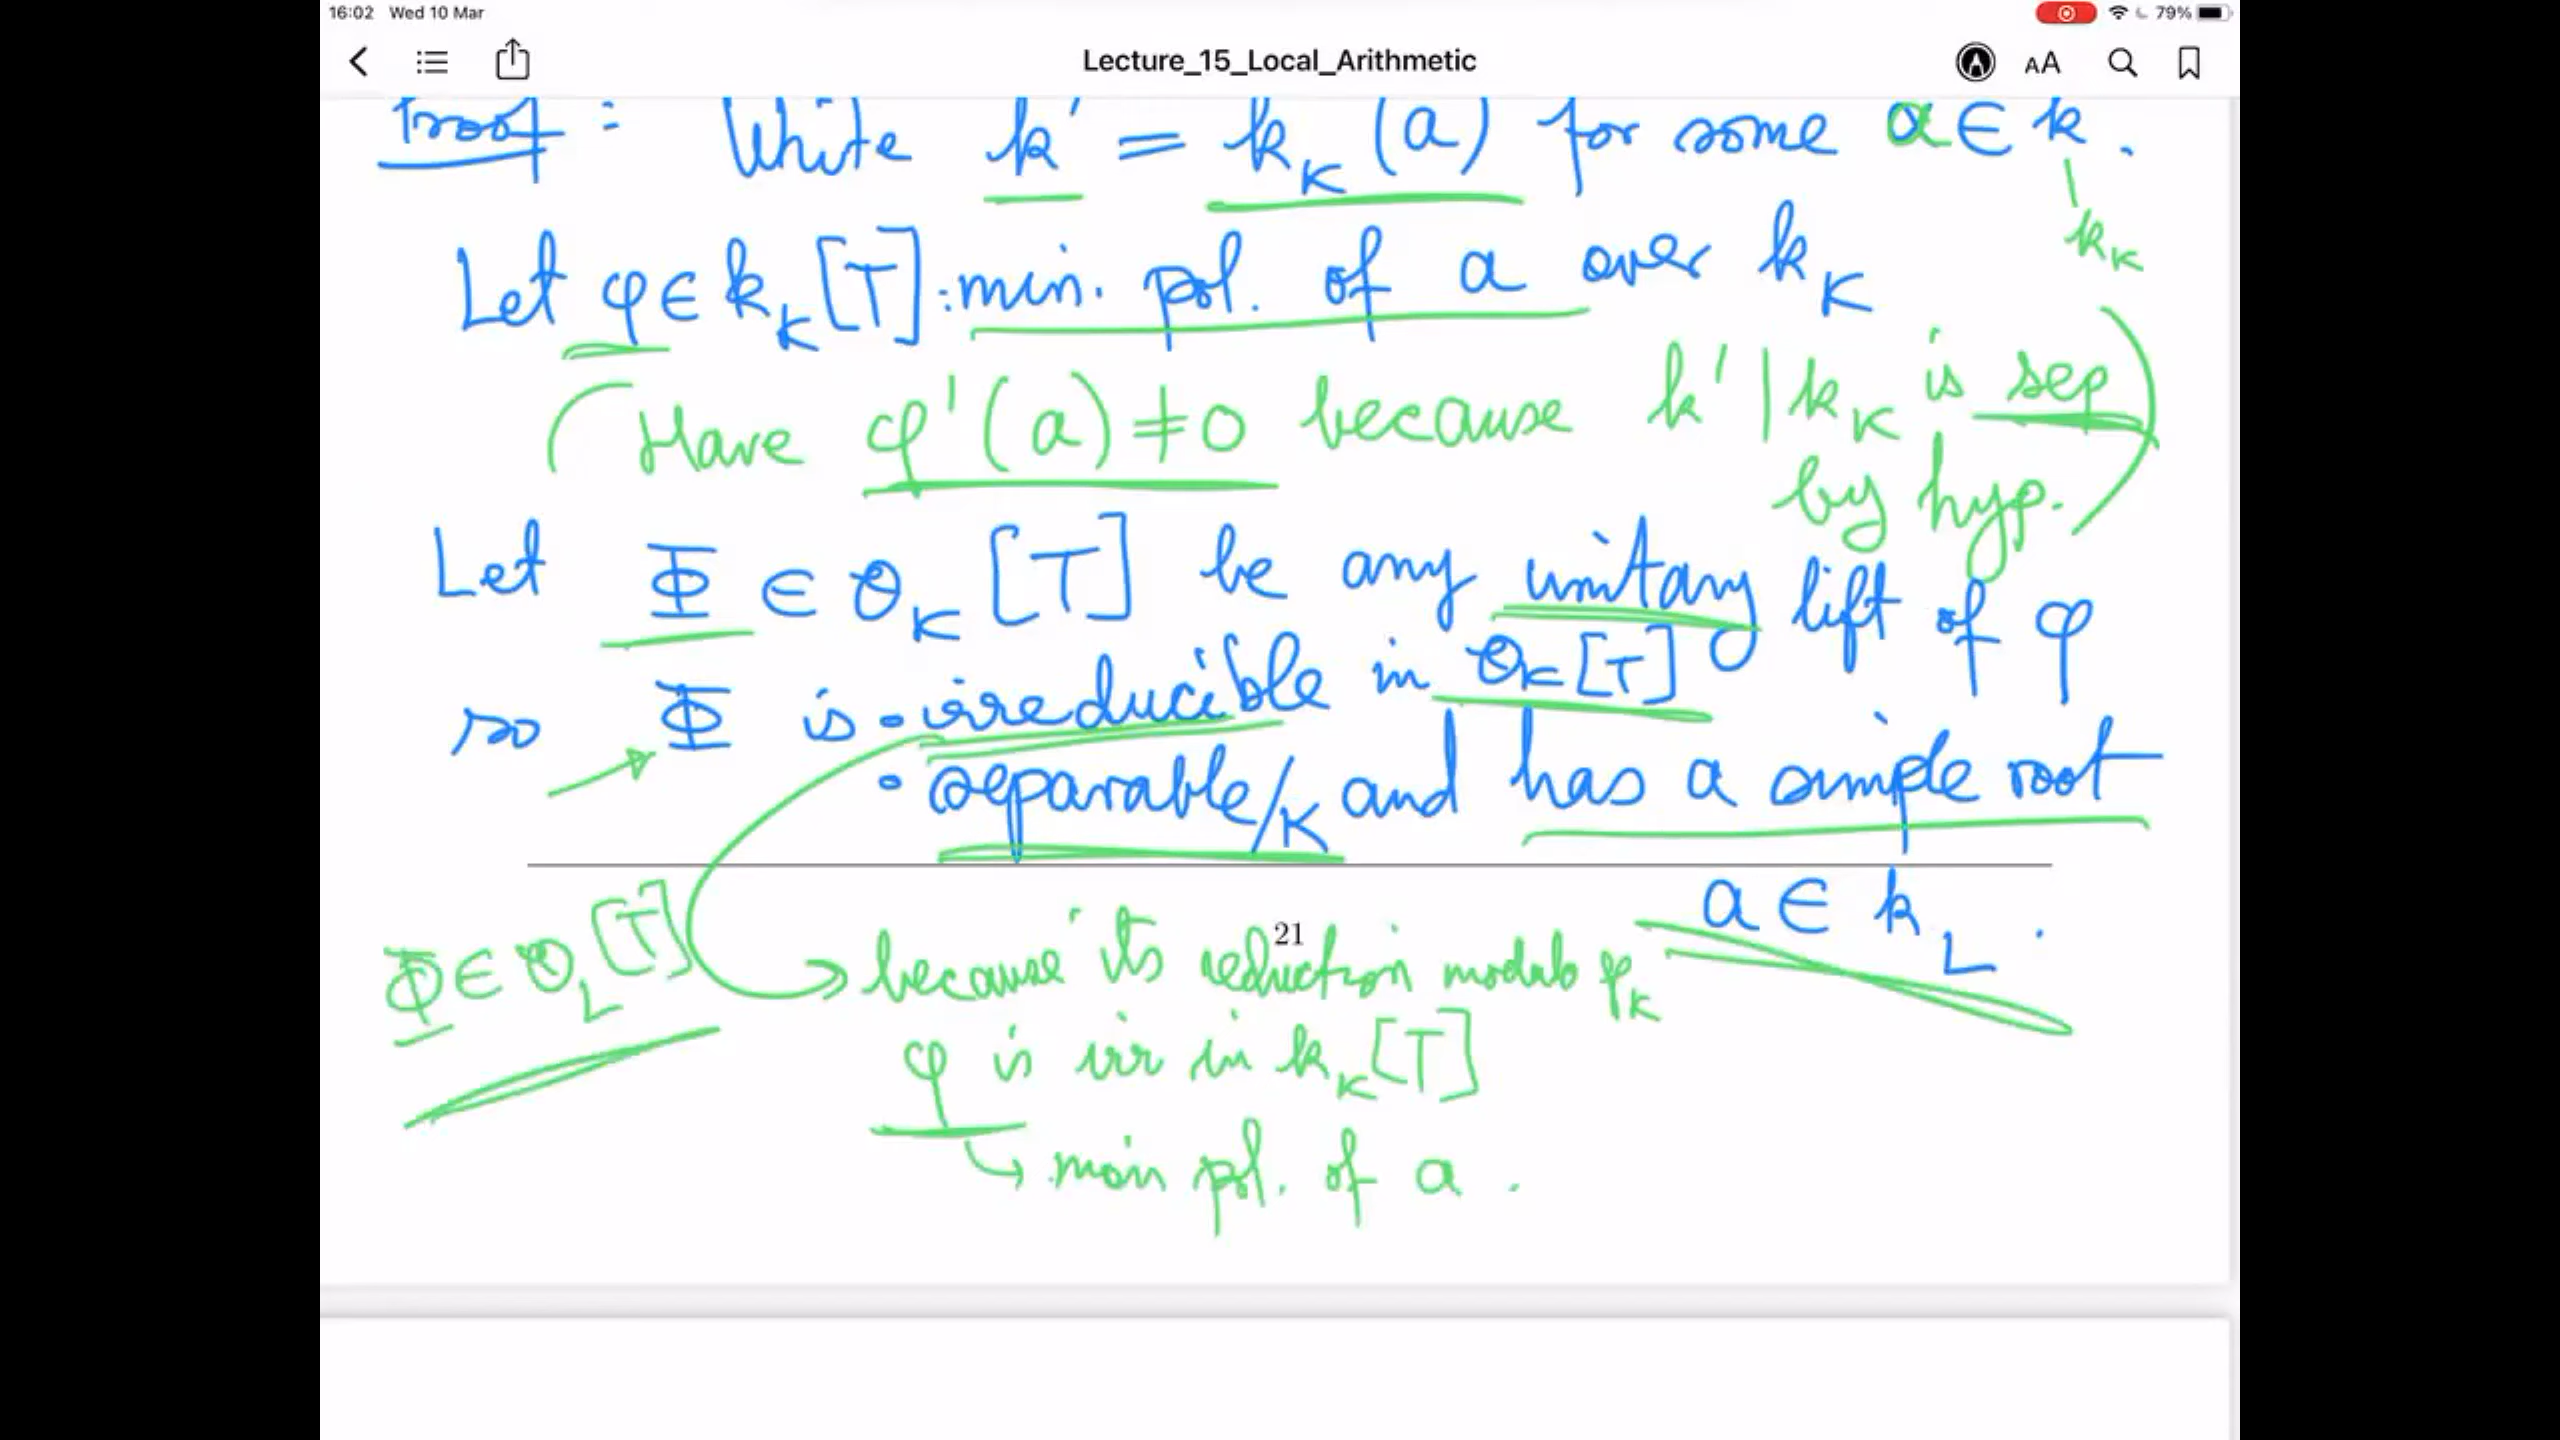 16:02 Wed 10 Mar 79%
Lecture_15_Local_Arithmetic
AA
Proof : Write k' = k_K (a) for some a ∈ k .
k_K
Let φ ∈ k_K [T] : min. pol. of a over k_K
(Have φ'(a) ≠ 0 because k' | k_K is sep
by hyp.)
Let Φ ∈ O_K [T] be any unitary lift of φ
so Φ is • irreducible in O_K [T]
• separable/K and has a simple root
a ∈ k_L .
Φ ∈ O_L [T]
21
because its reduction modulo p_K
φ is irr in k_K [T]
min pol. of a .